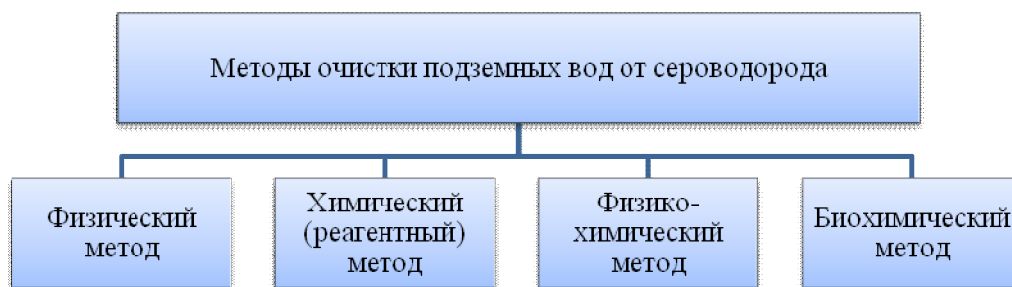 Методы очистки подземных вод от сероводорода
Физический
метод
Химический
(реагентный)
метод
Физико-
химический
метод
Биохимический
метод